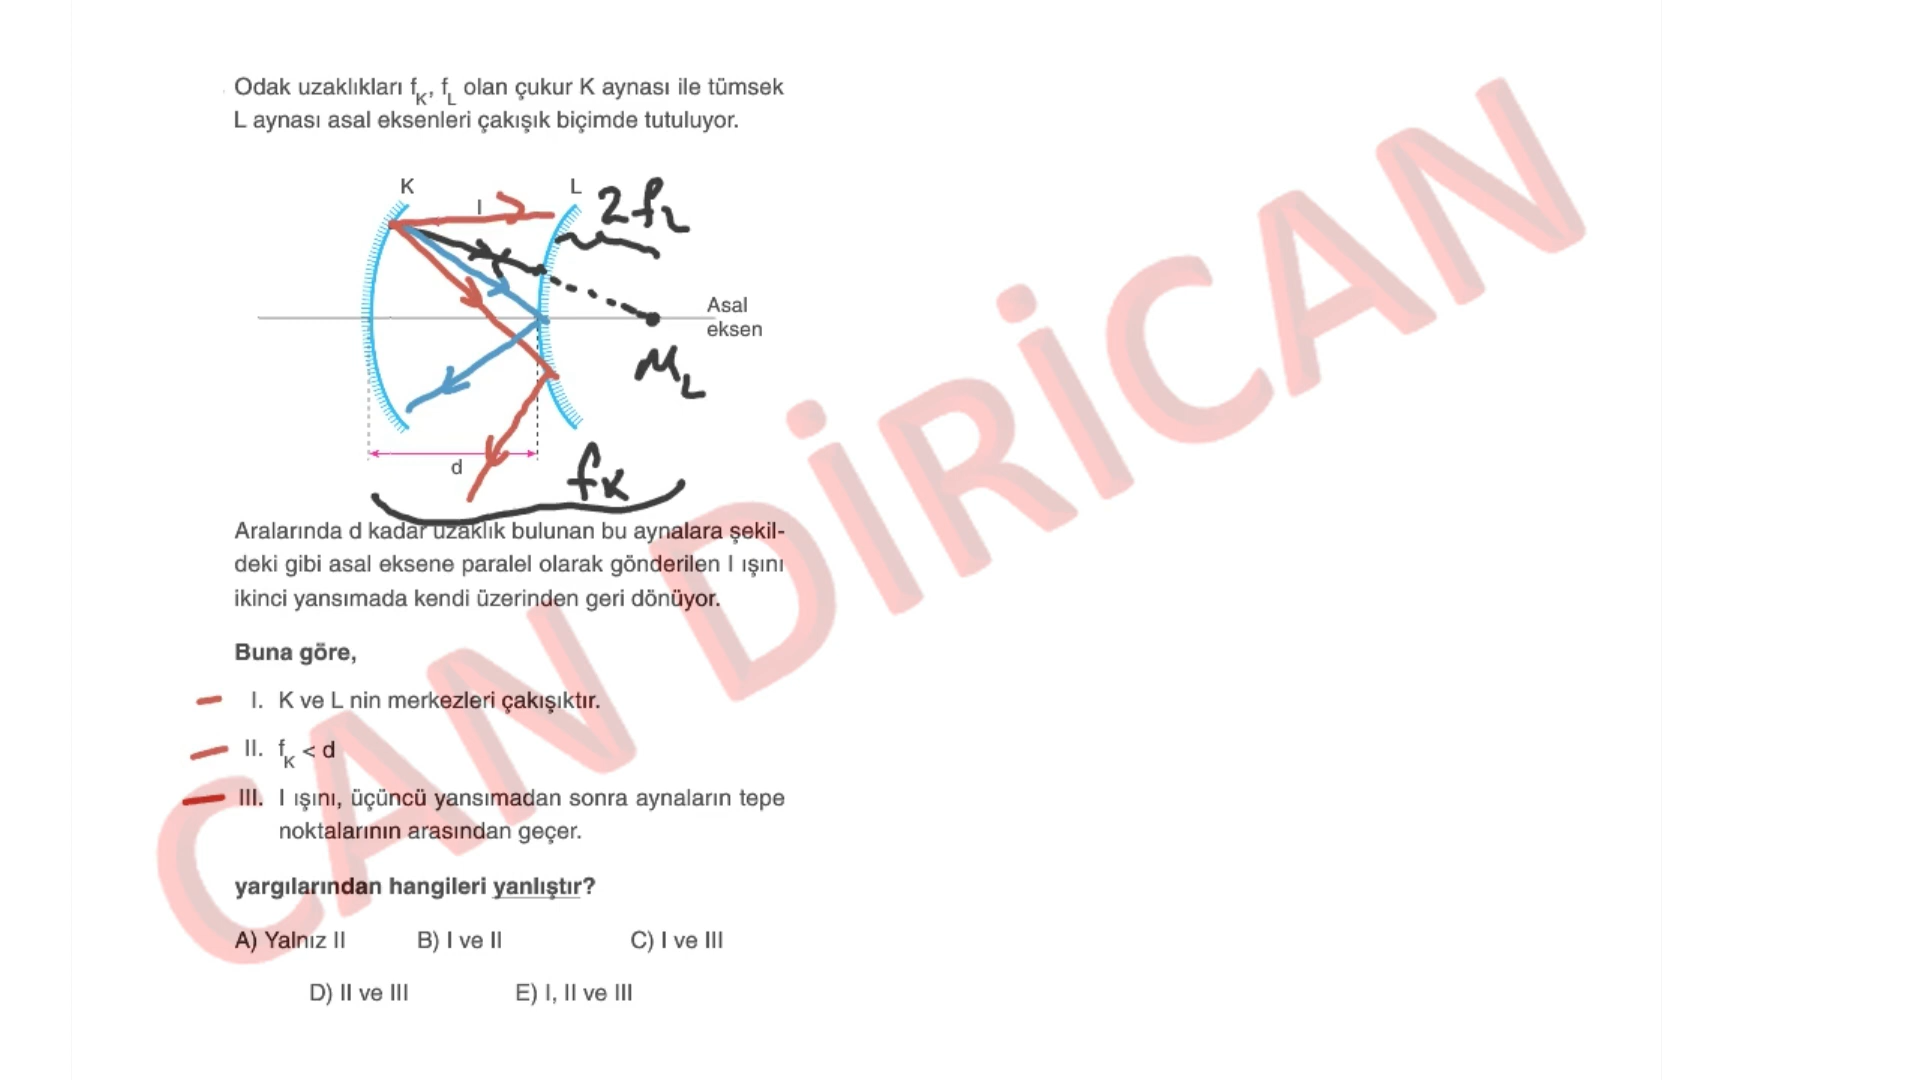 Odak uzaklıkları fK, fL olan çukur K aynası ile tümsek
L aynası asal eksenleri çakışık biçimde tutuluyor.
K
I
L
2fL
Asal
eksen
ML
d
fK
Aralarında d kadar uzaklık bulunan bu aynalara şekil-
deki gibi asal eksene paralel olarak gönderilen I ışını
ikinci yansımada kendi üzerinden geri dönüyor.
Buna göre,
I. K ve L nin merkezleri çakışıktır.
II. fK < d
III. I ışını, üçüncü yansımadan sonra aynaların tepe
noktalarının arasından geçer.
yargılarından hangileri yanlıştır?
A) Yalnız II B) I ve II C) I ve III
D) II ve III E) I, II ve III
CAN DİRİCAN